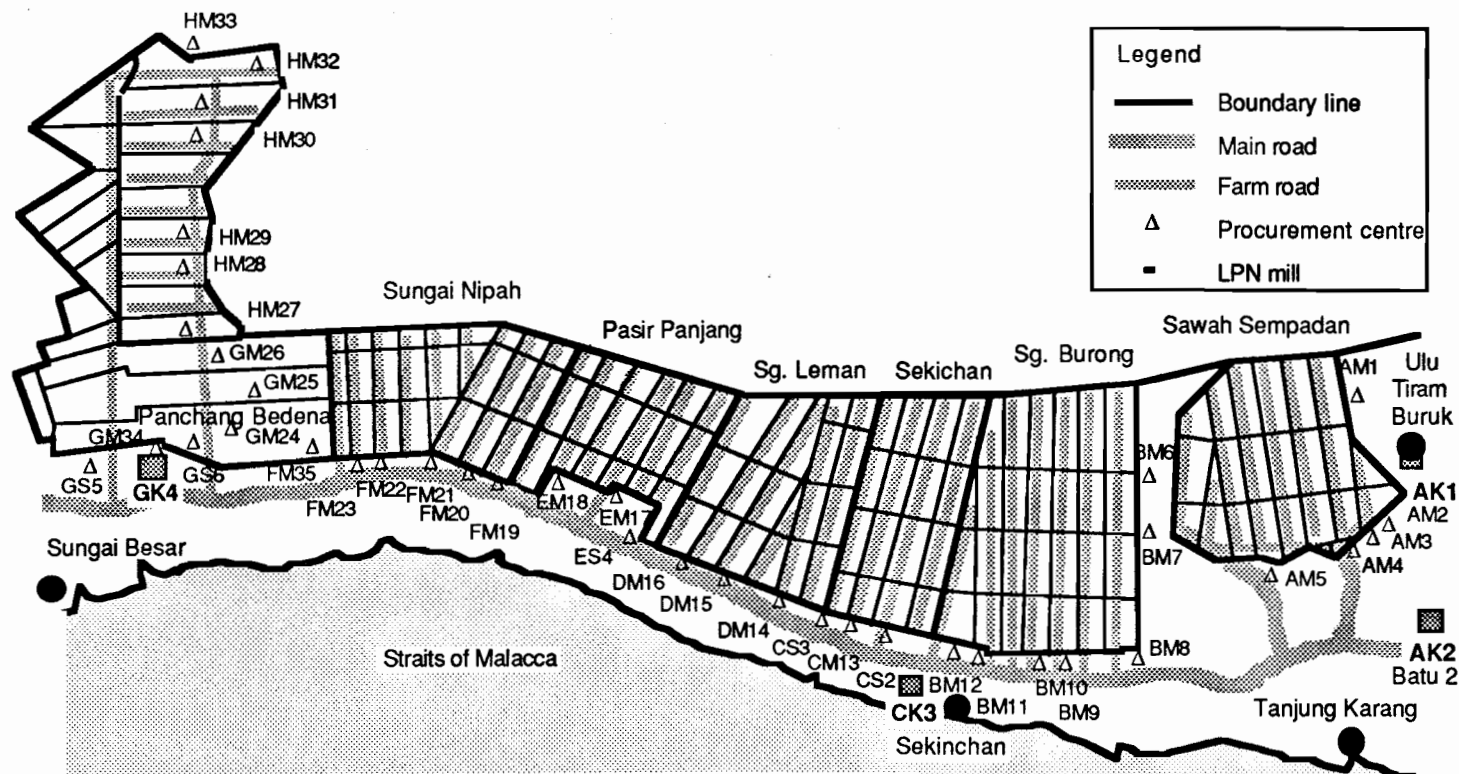 HM33
HM32
HM31
HM30
HM29
HM28
HM27
Legend
Boundary line
Main road
Farm road
Procurement centre
LPN mill
Sungai Nipah
Pasir Panjang
Sg. Leman
Sekichan
Sg. Burong
Sawah Sempadan
AM1
Ulu
Tiram
Buruk
GM26
GM25
Panchang Bedena
GM34
GM24
GS5
GK4
GS6
FM35
FM23
FM22
FM21
FM20
FM19
EM18
EM17
ES4
DM16
DM15
DM14
CS3
CM13
CS2
CK3
BM12
BM11
BM10
BM9
BM8
BM7
BM6
AK1
AM2
AM3
AM4
AM5
AK2
Batu 2
Sungai Besar
Straits of Malacca
Sekinchan
Tanjung Karang